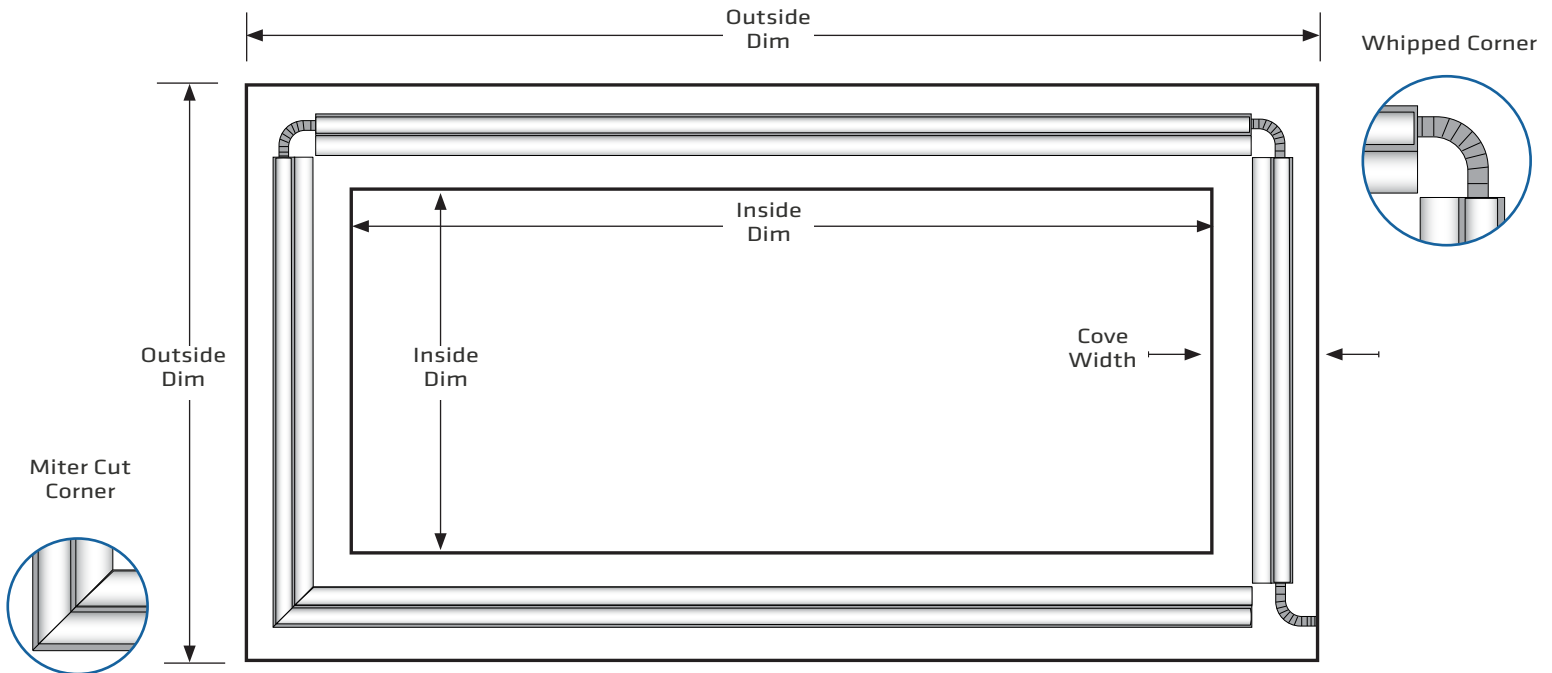 Outside
Dim
Whipped Corner
Inside
Dim
Outside
Dim
Inside
Dim
Cove
Width
Miter Cut
Corner